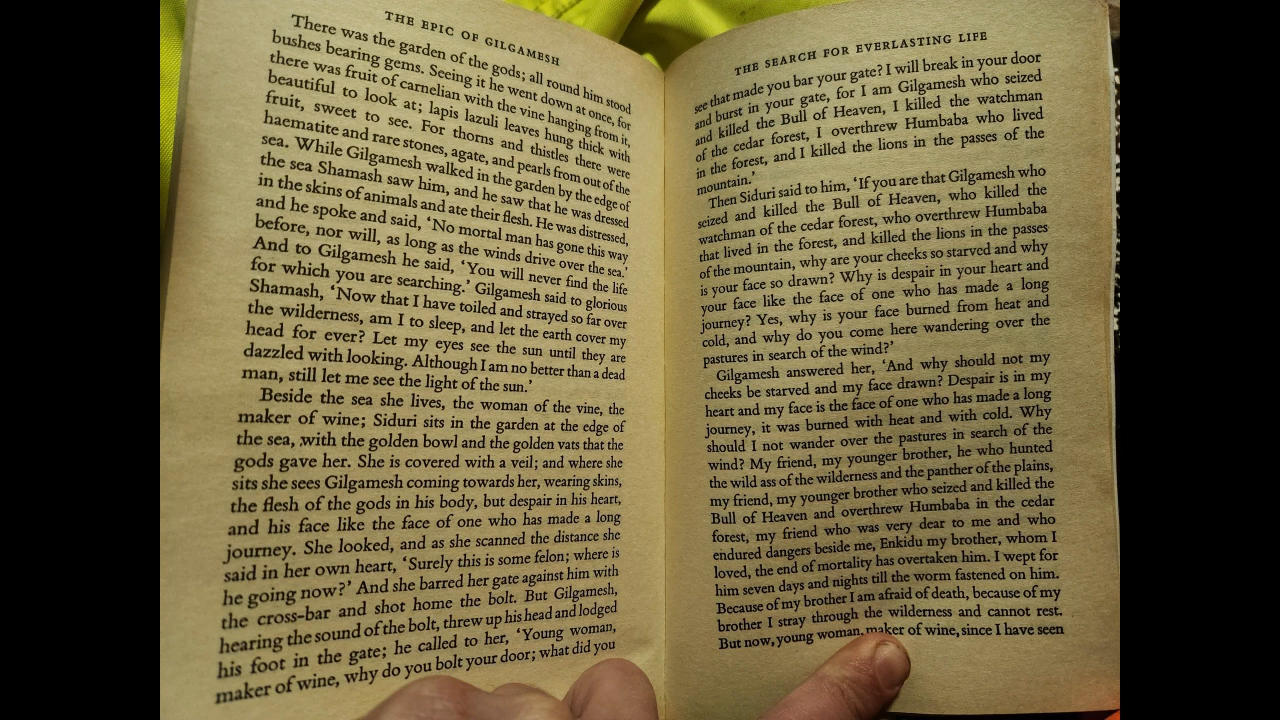 THE EPIC OF GILGAMESH
There was the garden of the gods; all round him stood
bushes bearing gems. Seeing it he went down at once, for
there was fruit of carnelian with the vine hanging from it,
beautiful to look at; lapis lazuli leaves hung thick with
fruit, sweet to see. For thorns and thistles there were
haematite and rare stones, agate, and pearls from out of the
sea. While Gilgamesh walked in the garden by the edge of
the sea Shamash saw him, and he saw that he was dressed
in the skins of animals and ate their flesh. He was distressed,
and he spoke and said, ‘No mortal man has gone this way
before, nor will, as long as the winds drive over the sea.’
And to Gilgamesh he said, ‘You will never find the life
for which you are searching.’ Gilgamesh said to glorious
Shamash, ‘Now that I have toiled and strayed so far over
the wilderness, am I to sleep, and let the earth cover my
head for ever? Let my eyes see the sun until they are
dazzled with looking. Although I am no better than a dead
man, still let me see the light of the sun.’
Beside the sea she lives, the woman of the vine, the
maker of wine; Siduri sits in the garden at the edge of
the sea, with the golden bowl and the golden vats that the
gods gave her. She is covered with a veil; and where she
sits she sees Gilgamesh coming towards her, wearing skins,
the flesh of the gods in his body, but despair in his heart,
and his face like the face of one who has made a long
journey. She looked, and as she scanned the distance she
said in her own heart, ‘Surely this is some felon; where is
he going now?’ And she barred her gate against him with
the cross-bar and shot home the bolt. But Gilgamesh,
hearing the sound of the bolt, threw up his head and lodged
his foot in the gate; he called to her, ‘Young woman,
maker of wine, why do you bolt your door; what did you
THE SEARCH FOR EVERLASTING LIFE
see that made you bar your gate? I will break in your door
and burst in your gate, for I am Gilgamesh who seized
and killed the Bull of Heaven, I killed the watchman
of the cedar forest, I overthrew Humbaba who lived
in the forest, and I killed the lions in the passes of the
mountain.’
Then Siduri said to him, ‘If you are that Gilgamesh who
seized and killed the Bull of Heaven, who killed the
watchman of the cedar forest, who overthrew Humbaba
that lived in the forest, and killed the lions in the passes
of the mountain, why are your cheeks so starved and why
is your face so drawn? Why is despair in your heart and
your face like the face of one who has made a long
journey? Yes, why is your face burned from heat and
cold, and why do you come here wandering over the
pastures in search of the wind?’
Gilgamesh answered her, ‘And why should not my
cheeks be starved and my face drawn? Despair is in my
heart and my face is the face of one who has made a long
journey, it was burned with heat and with cold. Why
should I not wander over the pastures in search of the
wind? My friend, my younger brother, he who hunted
the wild ass of the wilderness and the panther of the plains,
my friend, my younger brother who seized and killed the
Bull of Heaven and overthrew Humbaba in the cedar
forest, my friend who was very dear to me and who
endured dangers beside me, Enkidu my brother, whom I
loved, the end of mortality has overtaken him. I wept for
him seven days and nights till the worm fastened on him.
Because of my brother I am afraid of death, because of my
brother I stray through the wilderness and cannot rest.
But now, young woman, maker of wine, since I have seen